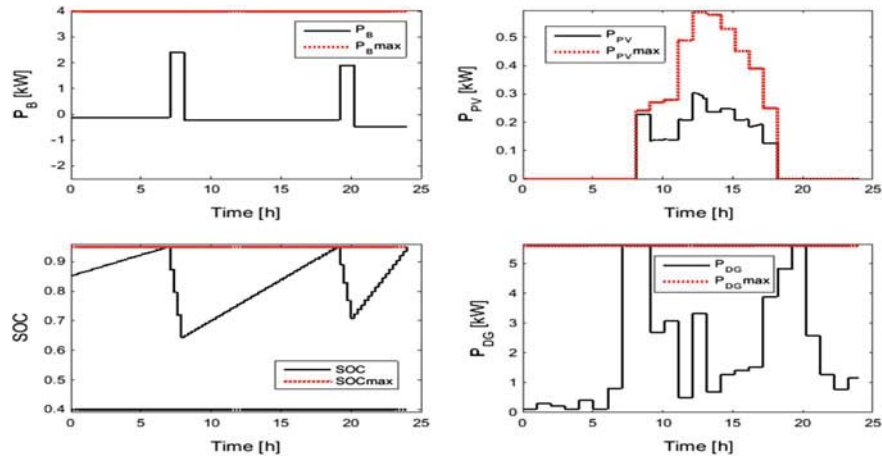 4
3
2
1
0
-1
-2
P_B [kW]
P_B
P_Bmax
0 5 10 15 20 25
Time [h]
0.5
0.4
0.3
0.2
0.1
0
P_PV [kW]
P_PV
P_PVmax
0 5 10 15 20 25
Time [h]
0.9
0.8
0.7
0.6
0.5
0.4
SOC
SOC
SOCmax
0 5 10 15 20 25
Time [h]
5
4
3
2
1
0
P_DG [kW]
P_DG
P_DGmax
0 5 10 15 20 25
Time [h]